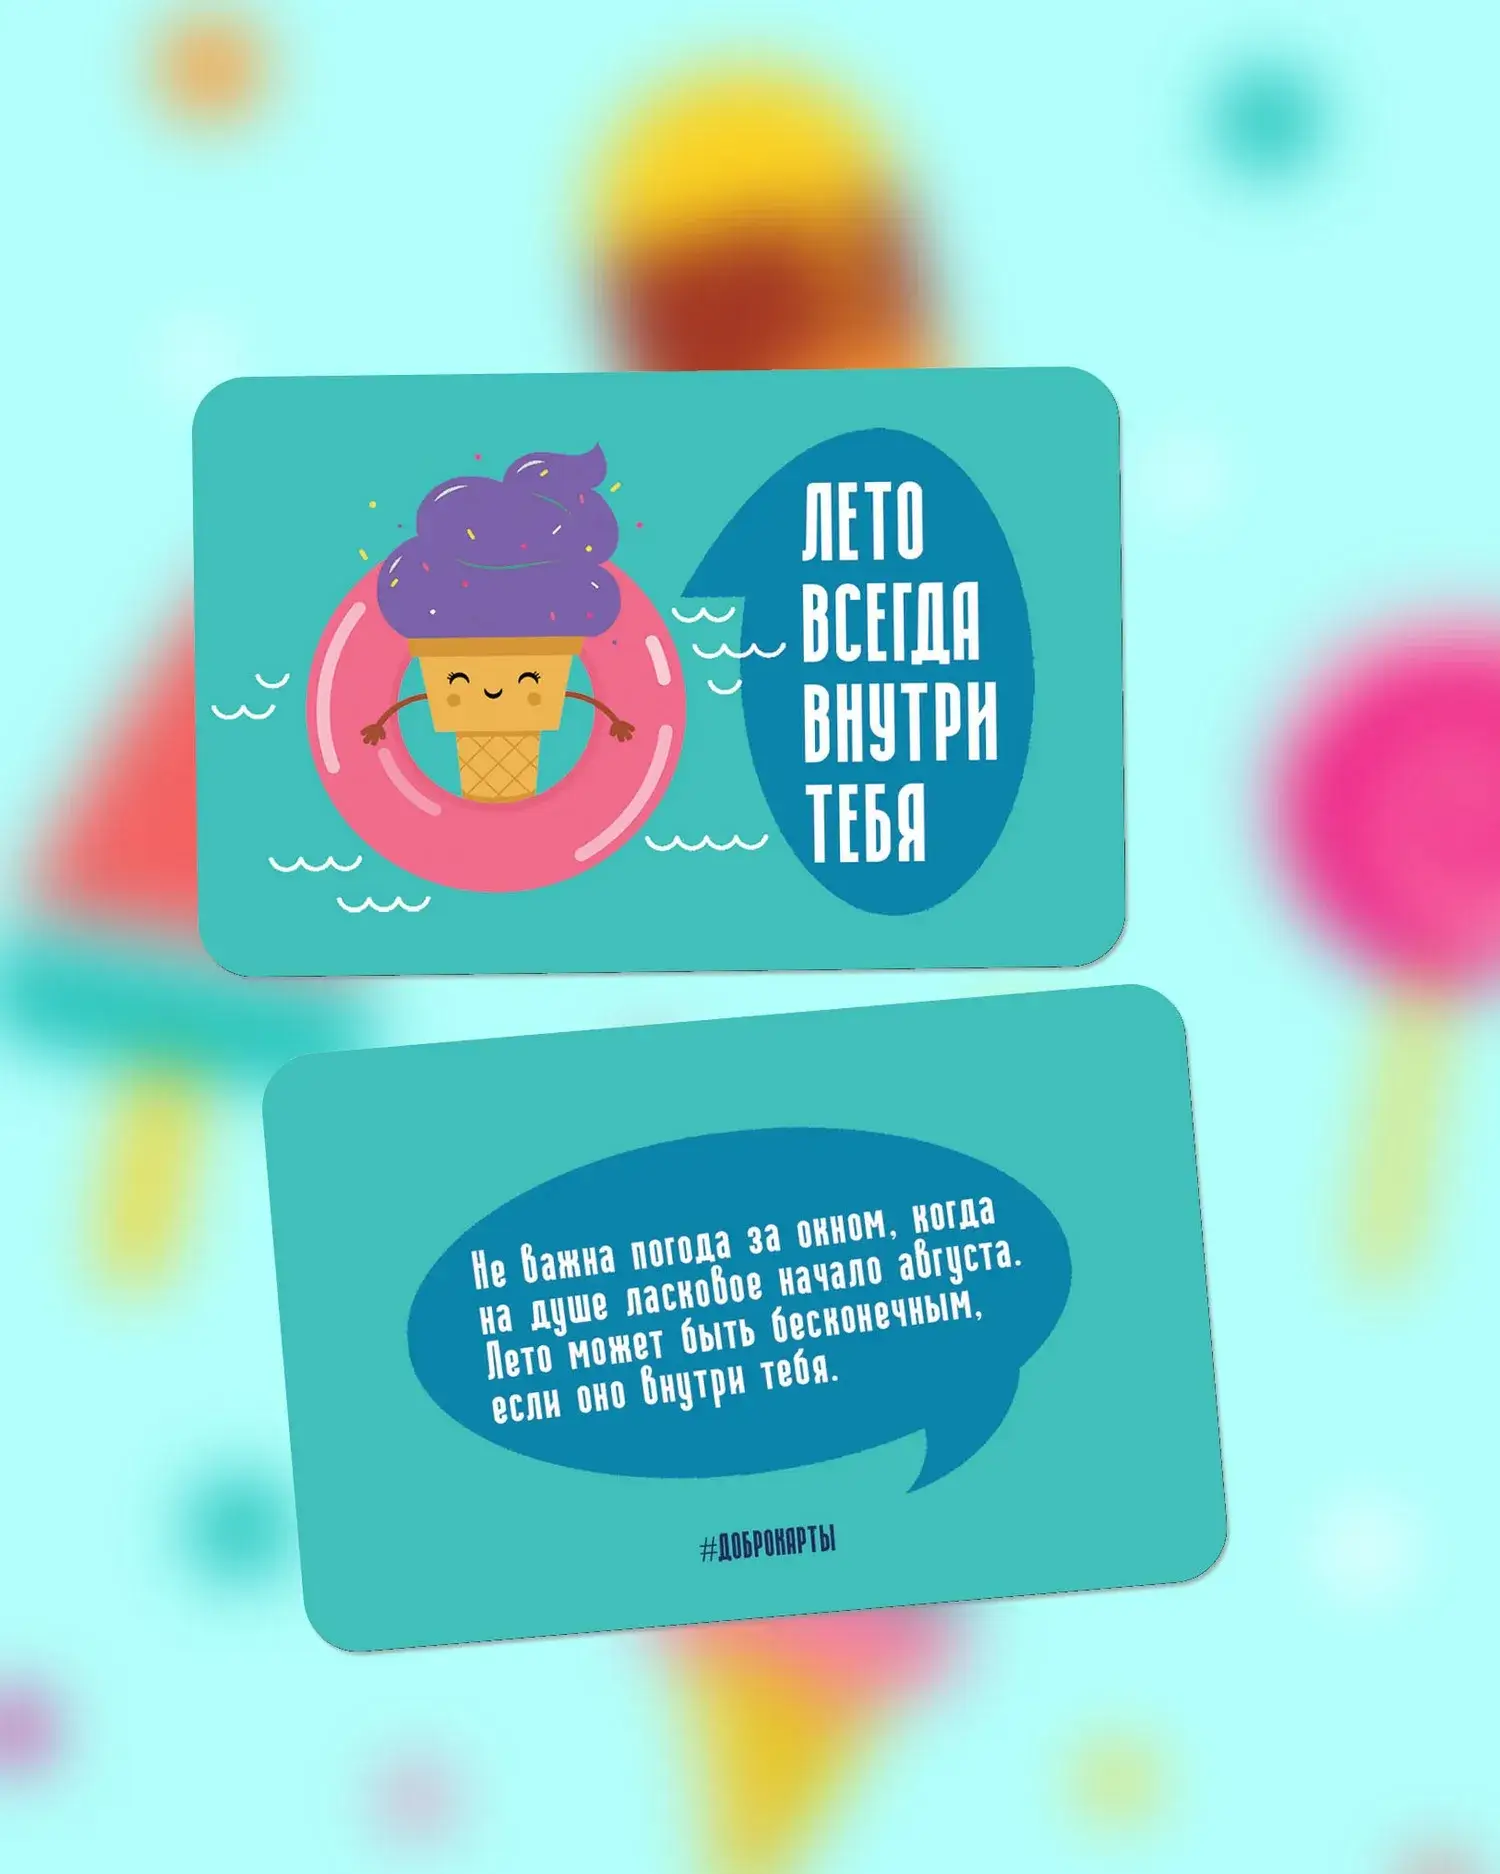 ЛЕТО
ВСЕГДА
ВНУТРИ
ТЕБЯ
Не важна погода за окном, когда
на душе ласковое начало августа.
Лето может быть бесконечным,
если оно внутри тебя.
#ДОБРОКАРТЫ